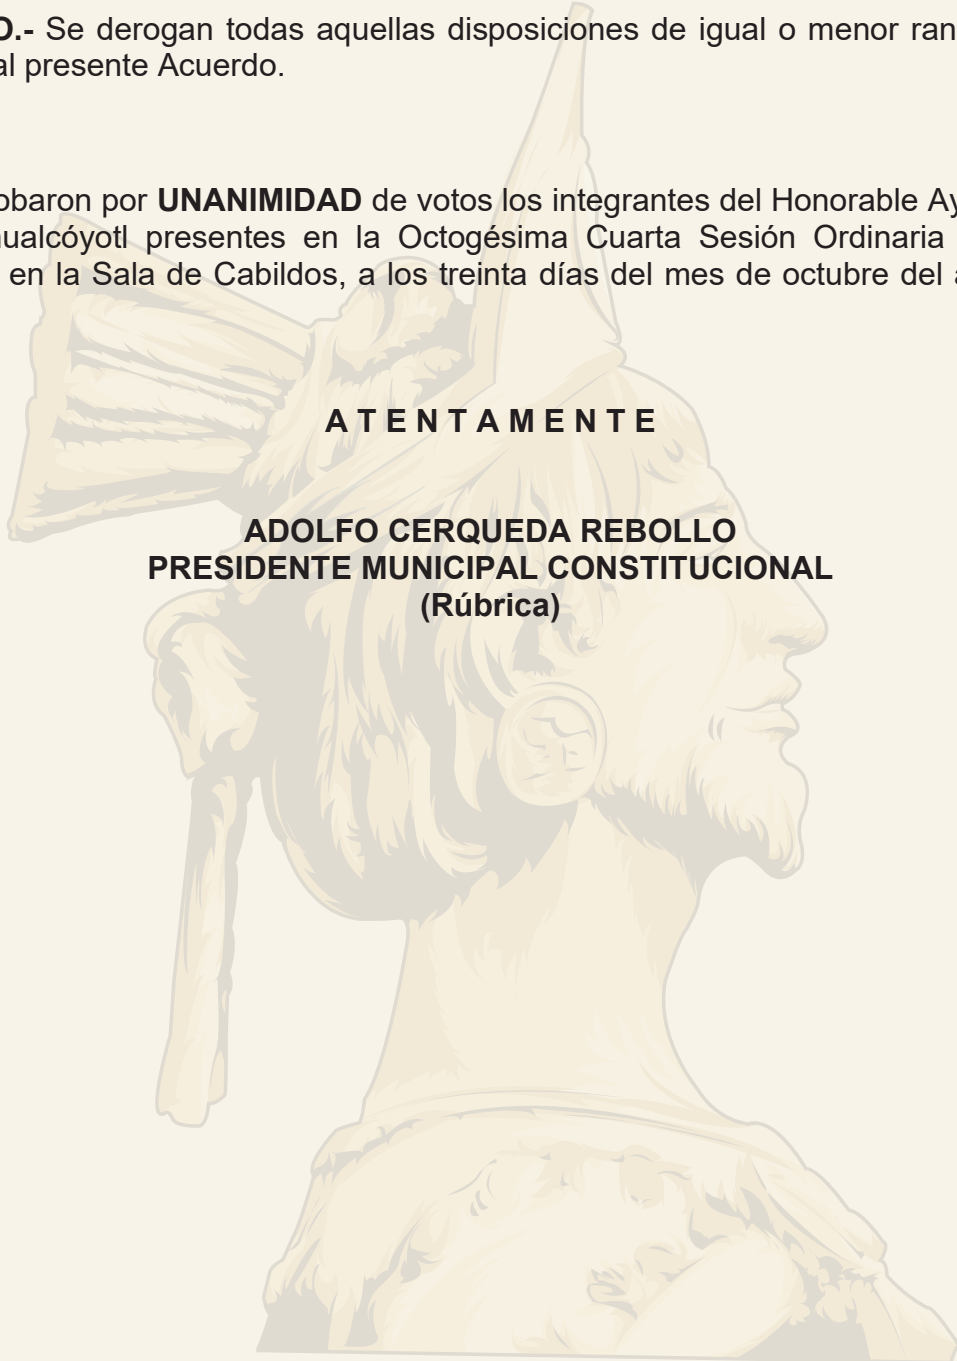 O.- Se derogan todas aquellas disposiciones de igual o menor ran
al presente Acuerdo.
obaron por UNANIMIDAD de votos los integrantes del Honorable Ay
ualcóyotl presentes en la Octogésima Cuarta Sesión Ordinaria
en la Sala de Cabildos, a los treinta días del mes de octubre del a
A T E N T A M E N T E
ADOLFO CERQUEDA REBOLLO
PRESIDENTE MUNICIPAL CONSTITUCIONAL
(Rúbrica)